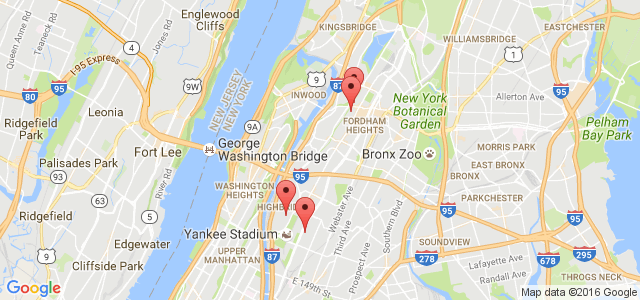 Englewood
Cliffs
KINGSBRIDGE
EASTCHESTER
WILLIAMSBRIDGE
Queen Anne Rd
Teaneck Rd
Jones Rd
4
I-95 Express
9W
9
87
1
95
80
95
INWOOD
NEW JERSEY
NEW YORK
Leonia
Ridgefield
Park
FORDHAM
HEIGHTS
New York
Botanical
Garden
Allerton Ave
Pelham
Bay Park
9A
George
Washington Bridge
Fort Lee
Palisades Park
Bronx Zoo
MORRIS PARK
EAST BRONX
BRONX
95
95
WASHINGTON
HEIGHTS
River Rd
93
PARKCHESTER
Ridgefield
HIGHBRIDGE
Webster Ave
Third Ave
Prospect Ave
Southern Blvd
5
Edgewater
Yankee Stadium
SOUNDVIEW
UPPER
MANHATTAN
87
278
278
695
295
Lafayette Ave
Randall Ave
Cliffside Park
E 149th St
THROGS NECK
Map data ©2016 Google